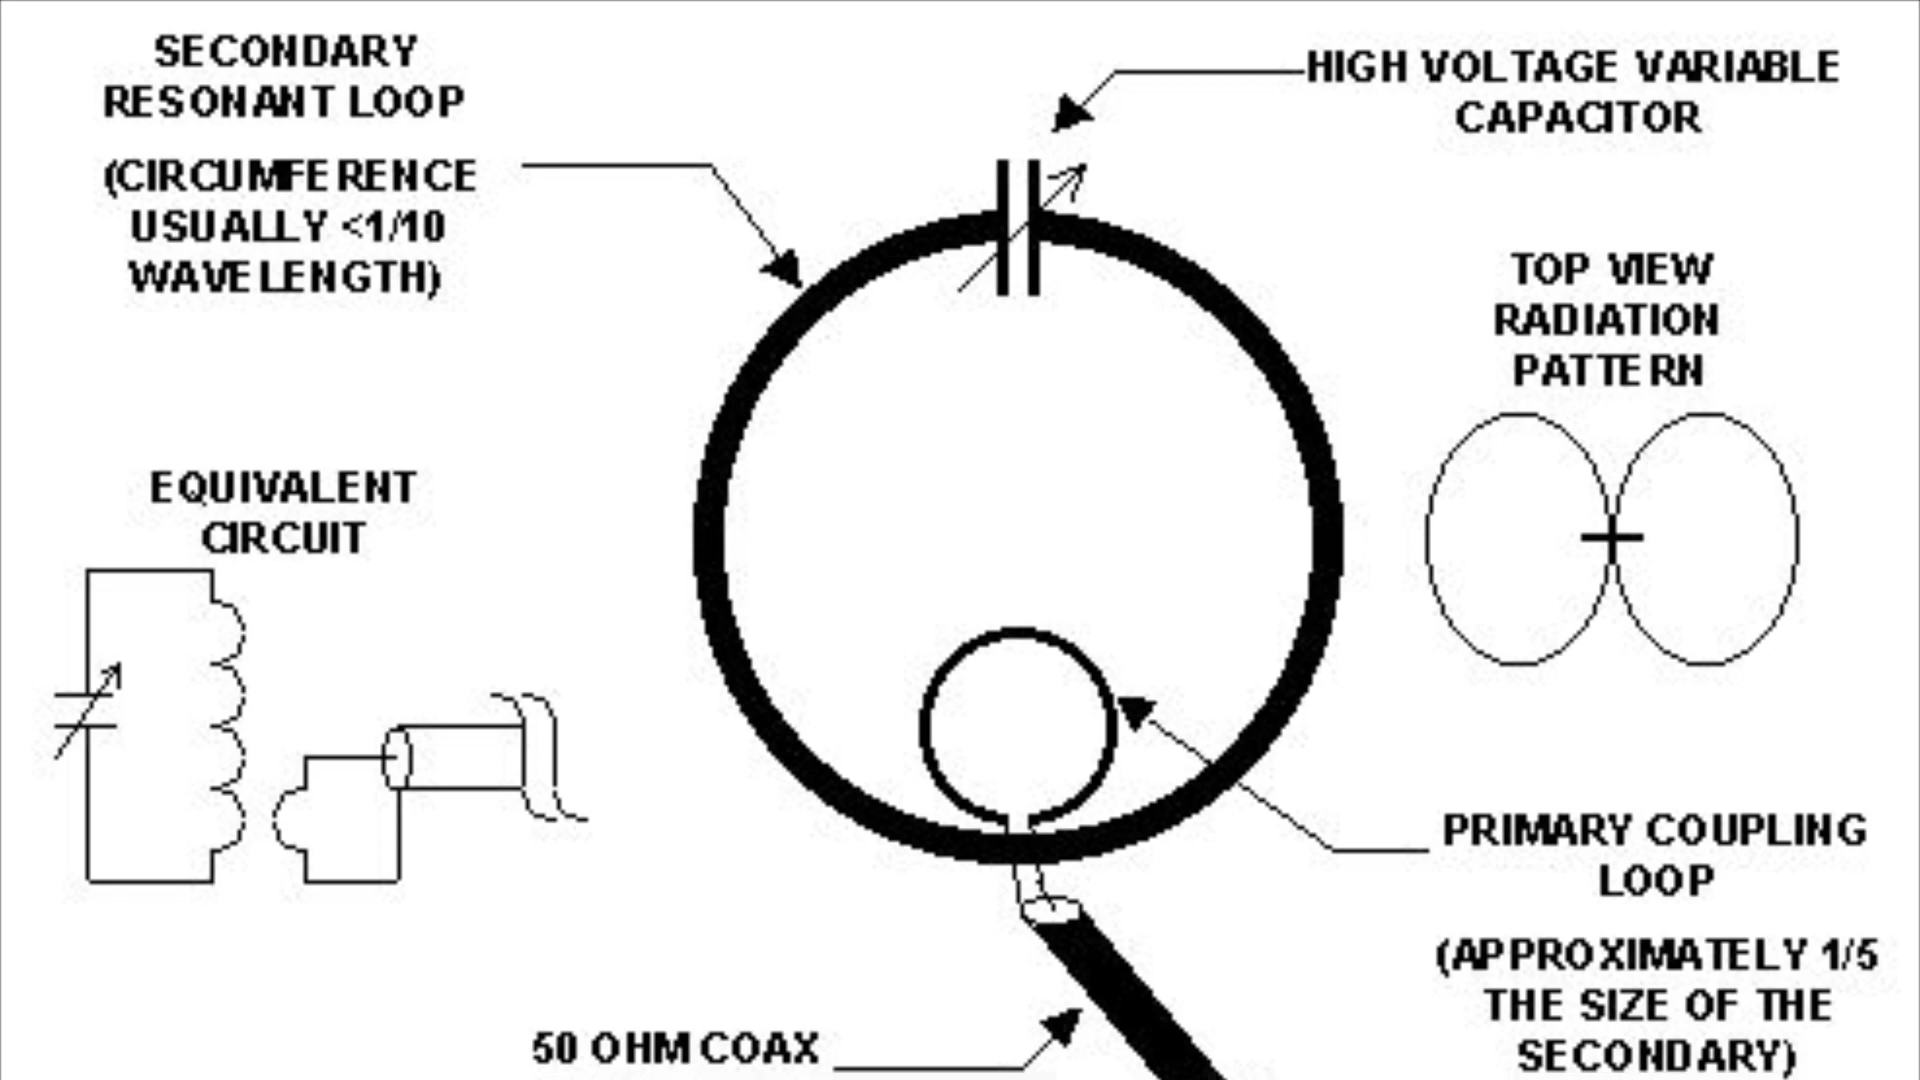 SECONDARY
RESONANT LOOP
(CIRCUMFERENCE
USUALLY <1/10
WAVELENGTH)
HIGH VOLTAGE VARIABLE
CAPACITOR
TOP VIEW
RADIATION
PATTERN
EQUIVALENT
CIRCUIT
PRIMARY COUPLING
LOOP
(APPROXIMATELY 1/5
THE SIZE OF THE
SECONDARY)
50 OHM COAX